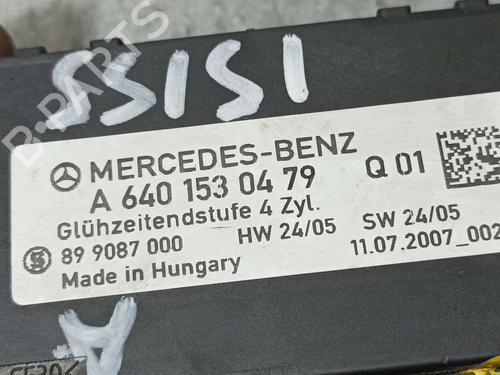 SSISI
B-PARTS
MERCEDES-BENZ
A 640 153 04 79
Q 01
Glühzeitendstufe 4 Zyl.
89 9087 000
HW 24/05
SW 24/05
Made in Hungary
11.07.2007_002
A